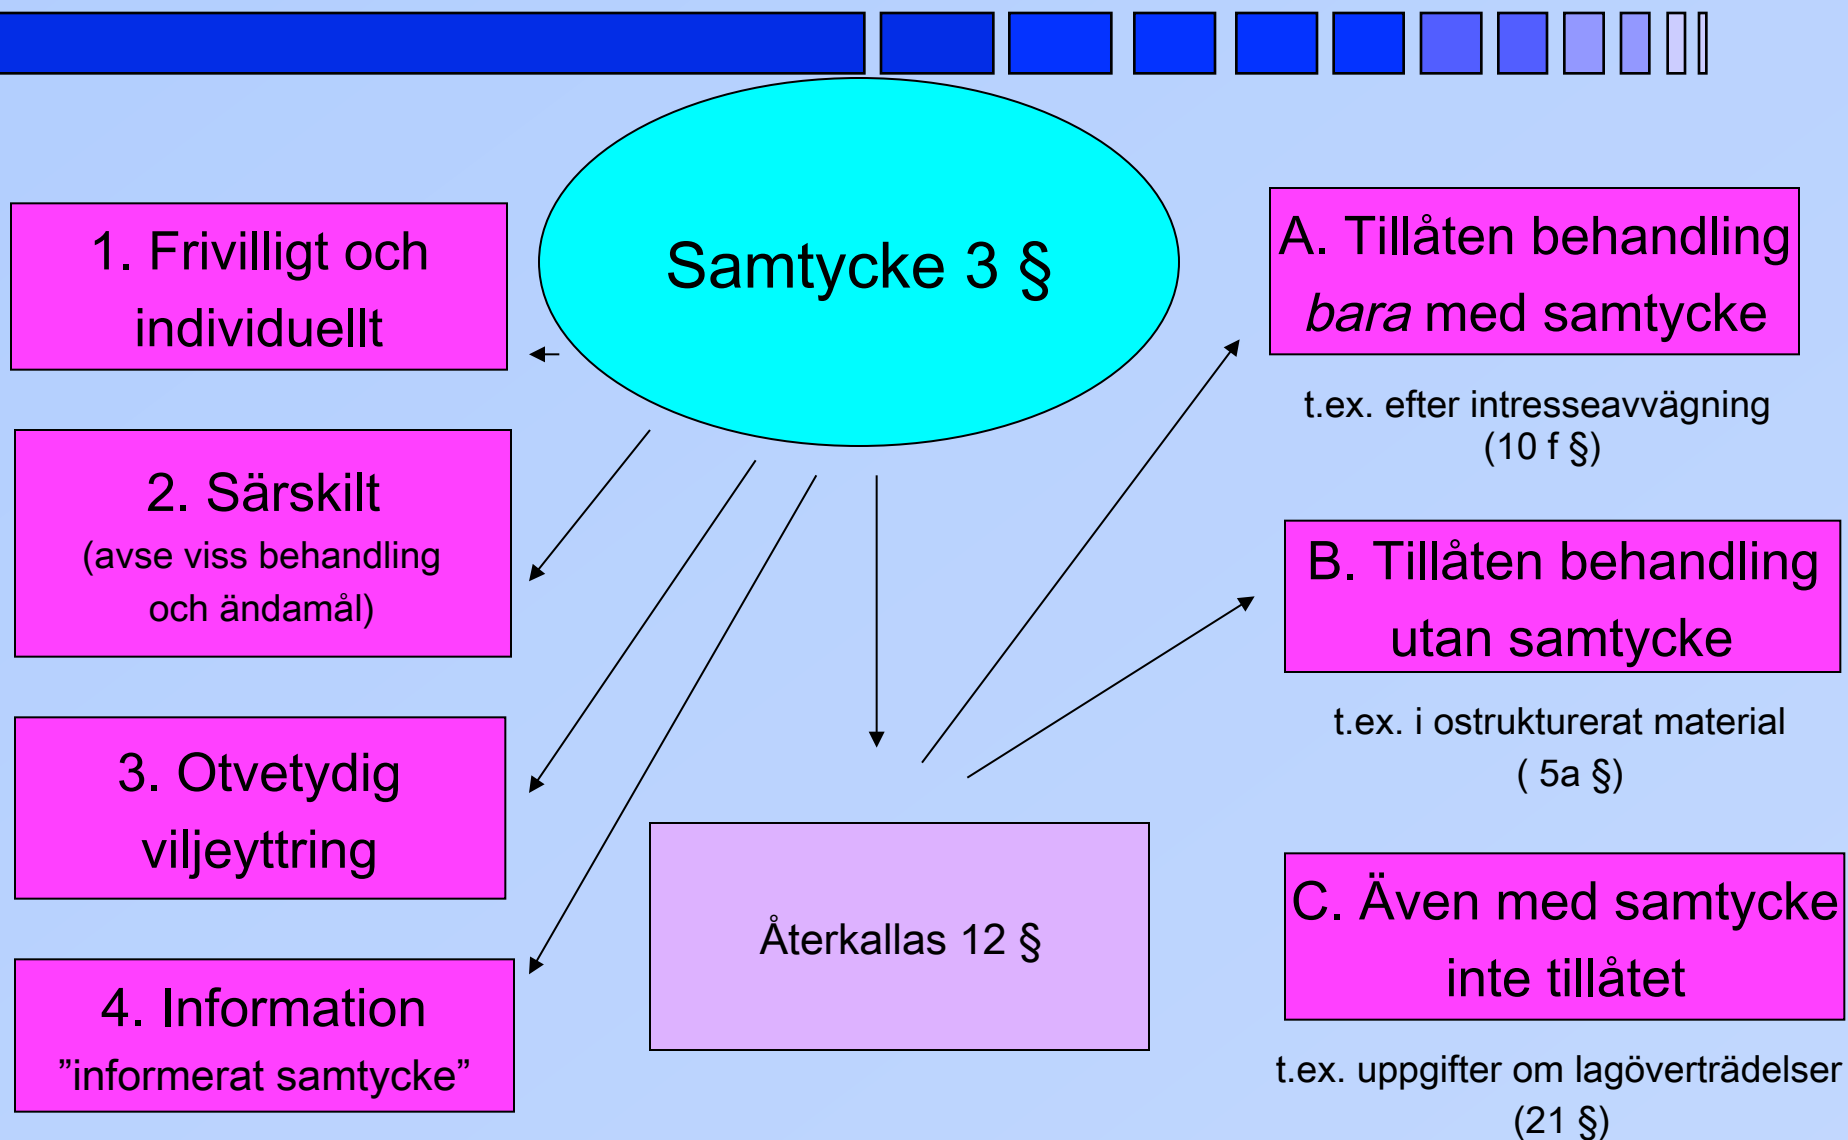 Samtycke 3 §
1. Frivilligt och
individuellt
2. Särskilt
(avse viss behandling
och ändamål)
3. Otvetydig
viljeyttring
4. Information
”informerat samtycke”
Återkallas 12 §
A. Tillåten behandling
bara med samtycke
t.ex. efter intresseavvägning
(10 f §)
B. Tillåten behandling
utan samtycke
t.ex. i ostrukturerat material
( 5a §)
C. Även med samtycke
inte tillåtet
t.ex. uppgifter om lagöverträdelser
(21 §)